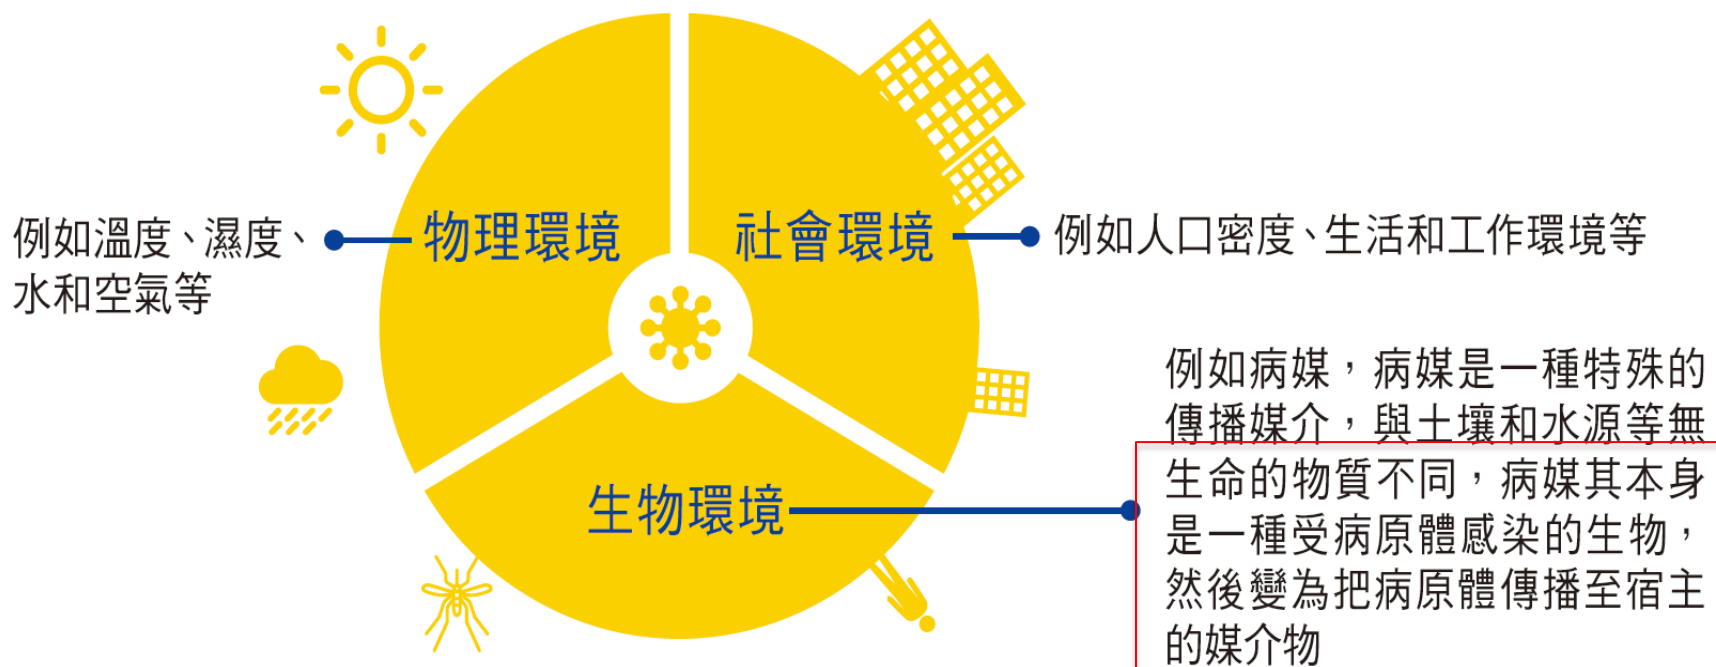 物理環境
例如溫度、濕度、
水和空氣等
社會環境
例如人口密度、生活和工作環境等
生物環境
例如病媒，病媒是一種特殊的
傳播媒介，與土壤和水源等無
生命的物質不同，病媒其本身
是一種受病原體感染的生物，
然後變為把病原體傳播至宿主
的媒介物